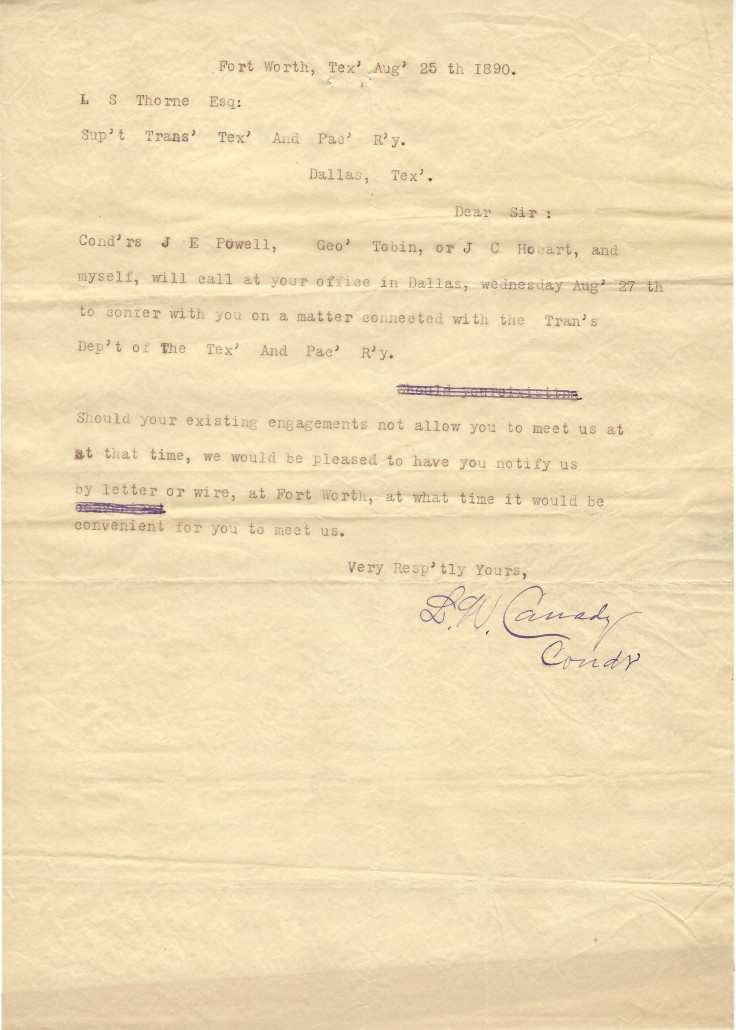 Fort Worth, Tex' Aug' 25 th 1890.
L S Thorne Esq:
Sup't Trans' Tex' And Pac' R'y.
Dallas, Tex'.
Dear Sir :
Cond'rs J E Powell, Geo' Tobin, or J C Hobart, and
myself, will call at your office in Dallas, wednesday Aug' 27 th
to confer with you on a matter connected with the Tran's
Dep't of The Tex' And Pac' R'y.
Should your existing engagements not allow you to meet us at
at that time, we would be pleased to have you notify us
by letter or wire, at Fort Worth, at what time it would be
convenient for you to meet us.
Very Resp'tly Yours,
L. W. Canady
Condr